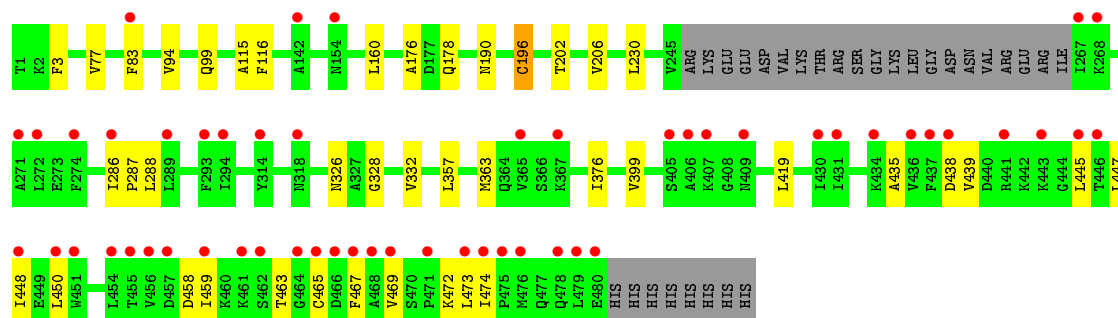 T1 K2 F3 V77 F83 V94 Q99 A115 F116 A142 N154 L160 A176 D177 Q178 N190 C196 T202 V206 L230 V245 ARG LYS GLU GLU ASP VAL LYS THR ARG SER GLY LYS LEU GLY ASP ASN VAL ARG GLU ARG ILE I267 K268
A271 L272 E273 F274 I286 P287 L288 L289 F293 I294 Y314 N318 N326 A327 G328 V332 L357 M363 Q364 V365 S366 K367 I376 V399 S405 A406 K407 G408 N409 L419 I430 I431 K434 A435 V436 F437 D438 V439 D440 R441 K442 K443 G444 L445 T446 L447
I448 E449 L450 W451 L454 T455 V456 D457 D458 I459 K460 K461 S462 T463 G464 C465 D466 F467 A468 V469 S470 P471 K472 L473 I474 P475 M476 Q477 Q478 L479 E480 HIS HIS HIS HIS HIS HIS HIS HIS